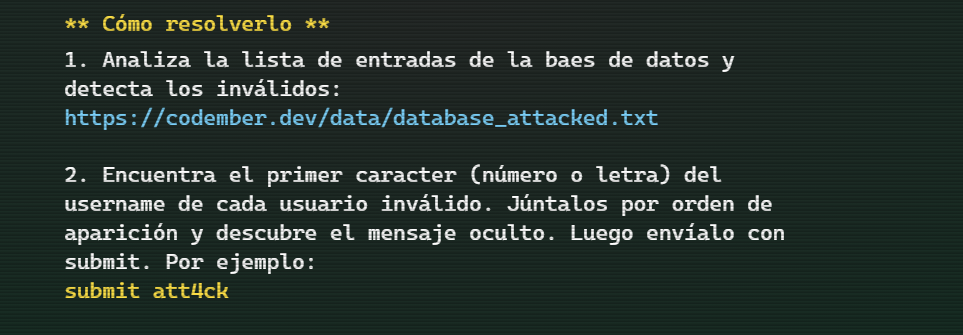 ** Cómo resolverlo **
1. Analiza la lista de entradas de la baes de datos y
detecta los inválidos:
https://codember.dev/data/database_attacked.txt
2. Encuentra el primer caracter (número o letra) del
username de cada usuario inválido. Júntalos por orden de
aparición y descubre el mensaje oculto. Luego envíalo con
submit. Por ejemplo:
submit att4ck